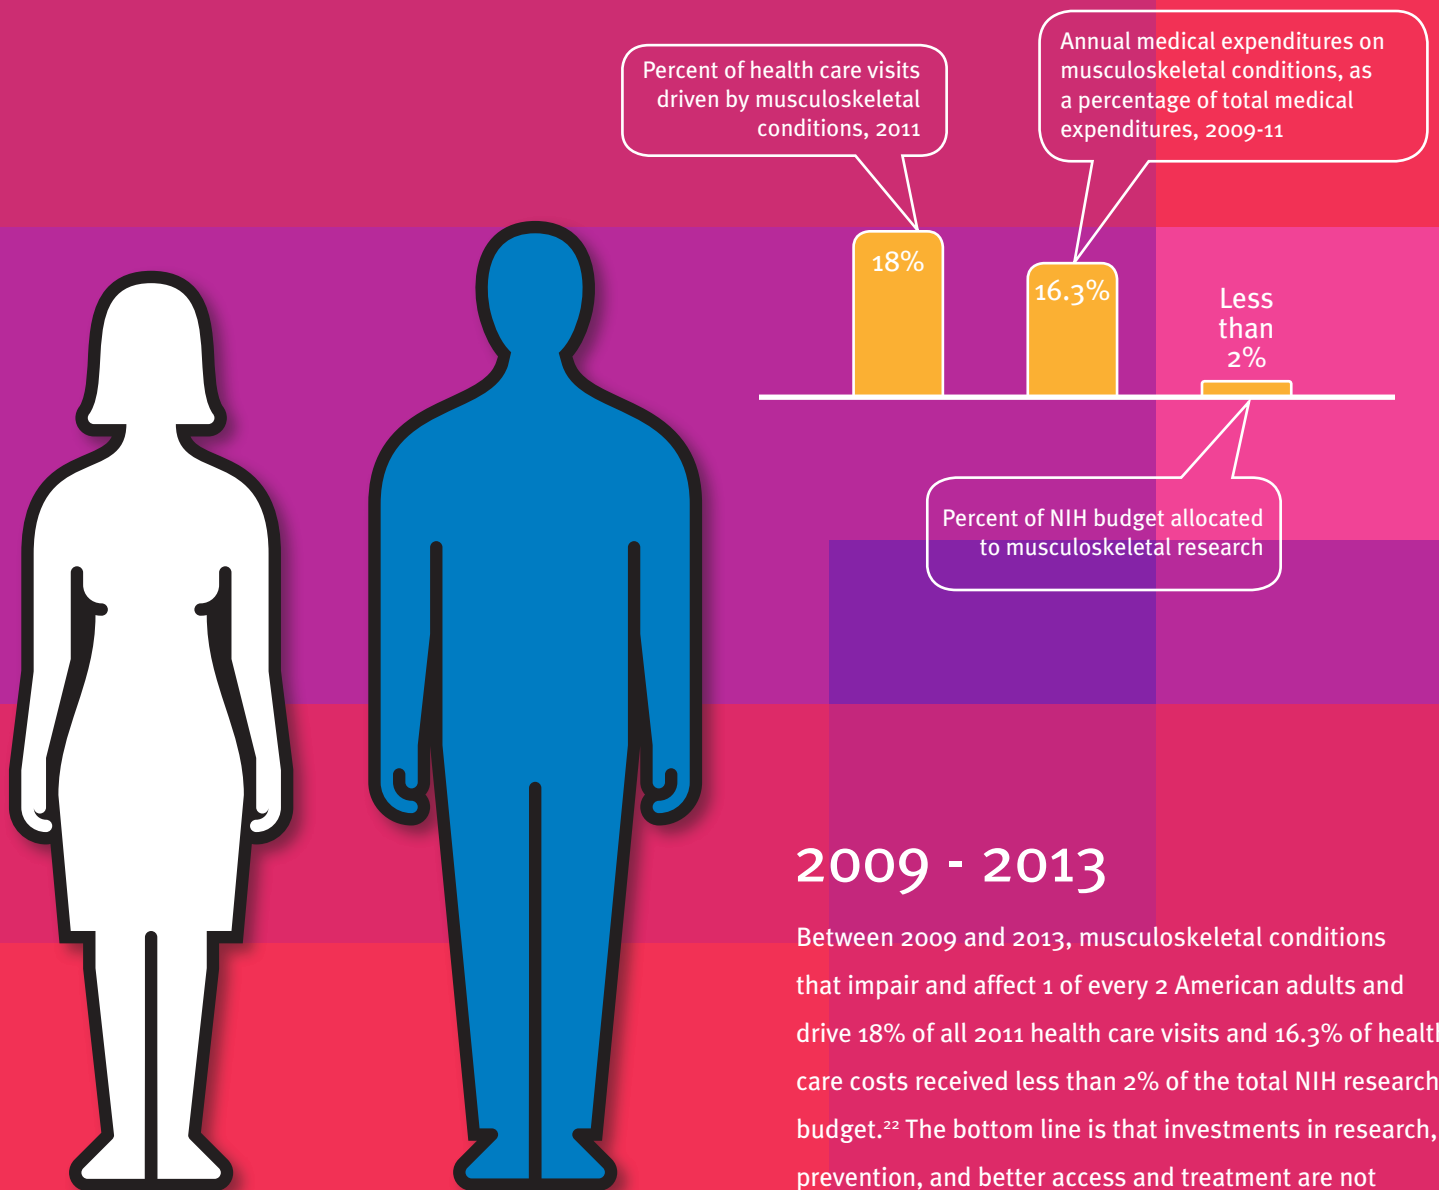 Percent of health care visits
driven by musculoskeletal
conditions, 2011
Annual medical expenditures on
musculoskeletal conditions, as
a percentage of total medical
expenditures, 2009-11
18%
16.3%
Less
than
2%
Percent of NIH budget allocated
to musculoskeletal research
2009 - 2013
Between 2009 and 2013, musculoskeletal conditions
that impair and affect 1 of every 2 American adults and
drive 18% of all 2011 health care visits and 16.3% of health
care costs received less than 2% of the total NIH research
budget.²² The bottom line is that investments in research,
prevention, and better access and treatment are not